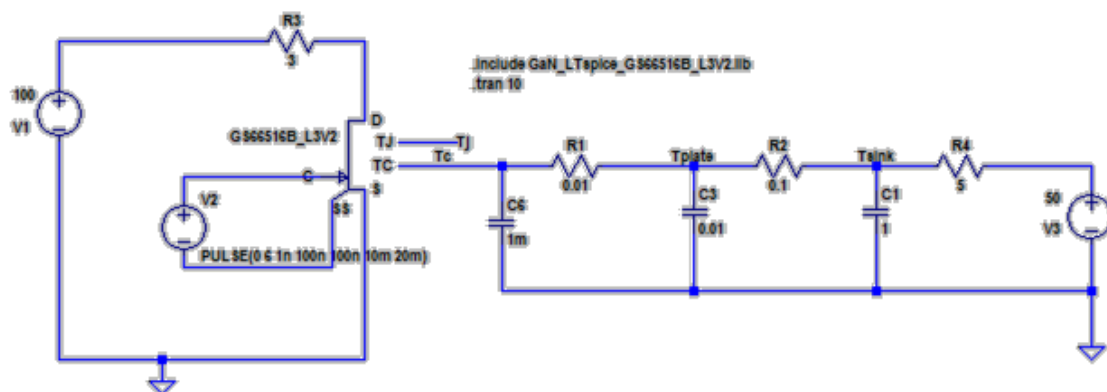 R3
3
.include GaN_LTspice_GS66516B_L3V2.lib
.tran 10
100
V1
D
GS66516B_L3V2
TJ
Tj
TC
Tc
R1
0.01
Tplate
R2
0.1
Tsink
R4
5
G
S
SS
V2
C6
1m
C3
0.01
C1
1
50
V3
PULSE(0 6 1n 100n 100n 10m 20m)